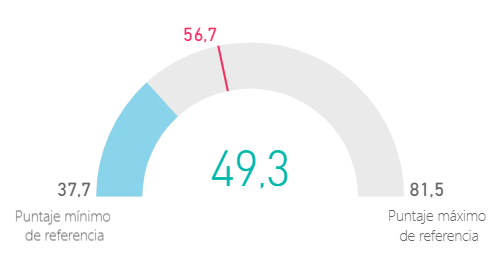 56,7
49,3
37,7
81,5
Puntaje mínimo
de referencia
Puntaje máximo
de referencia